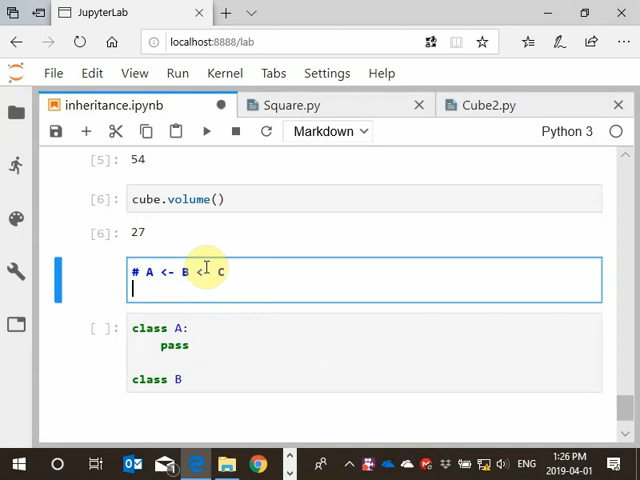 JupyterLab
localhost:8888/lab
File Edit View Run Kernel Tabs Settings Help
inheritance.ipynb Square.py Cube2.py
Markdown Python 3
[5]: 54
[6]: cube.volume()
[6]: 27
# A <- B <- C
[ ]: class A:
pass
class B
ENG 1:26 PM
2019-04-01